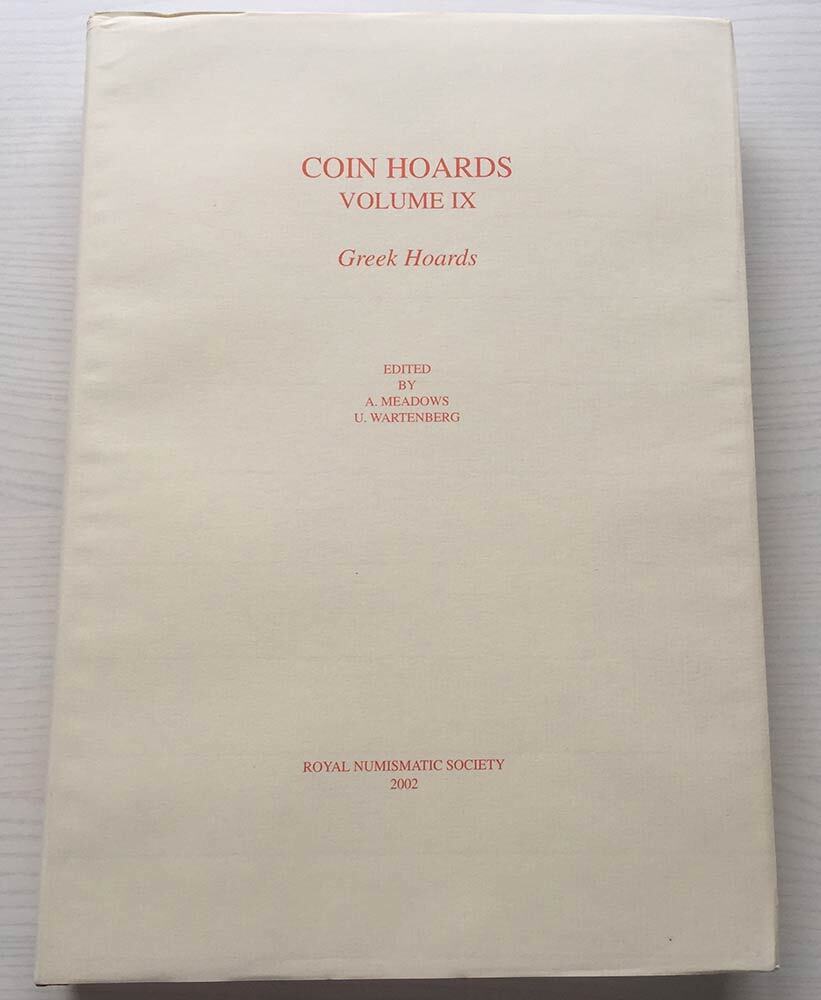 COIN HOARDS
VOLUME IX
Greek Hoards
EDITED
BY
A. MEADOWS
U. WARTENBERG
ROYAL NUMISMATIC SOCIETY
2002